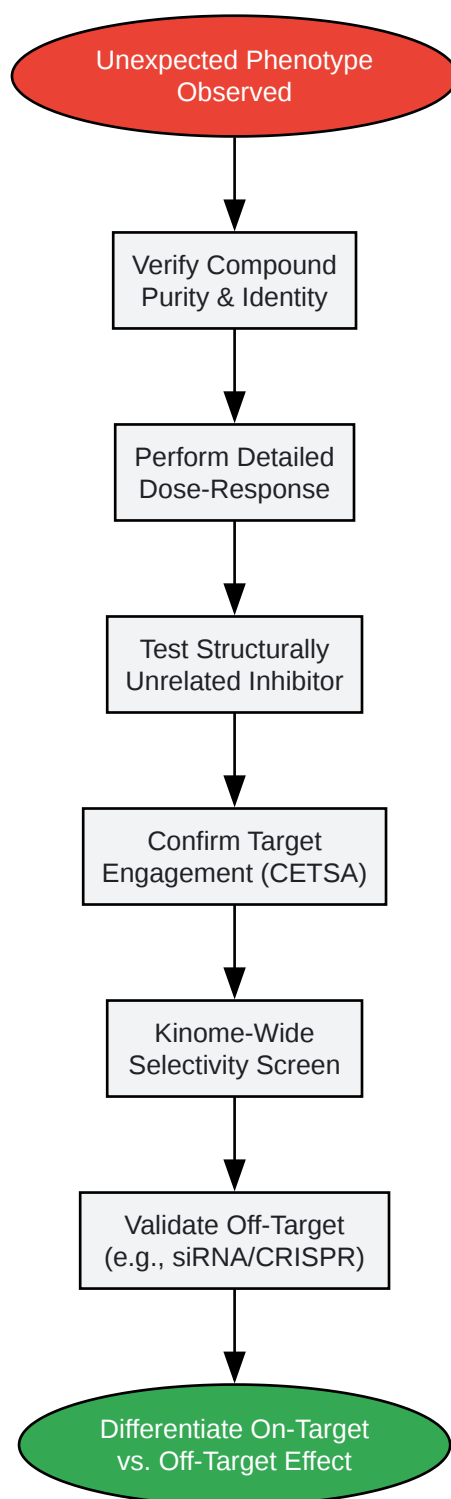 Unexpected Phenotype
Observed
Verify Compound
Purity & Identity
Perform Detailed
Dose-Response
Test Structurally
Unrelated Inhibitor
Confirm Target
Engagement (CETSA)
Kinome-Wide
Selectivity Screen
Validate Off-Target
(e.g., siRNA/CRISPR)
Differentiate On-Target
vs. Off-Target Effect